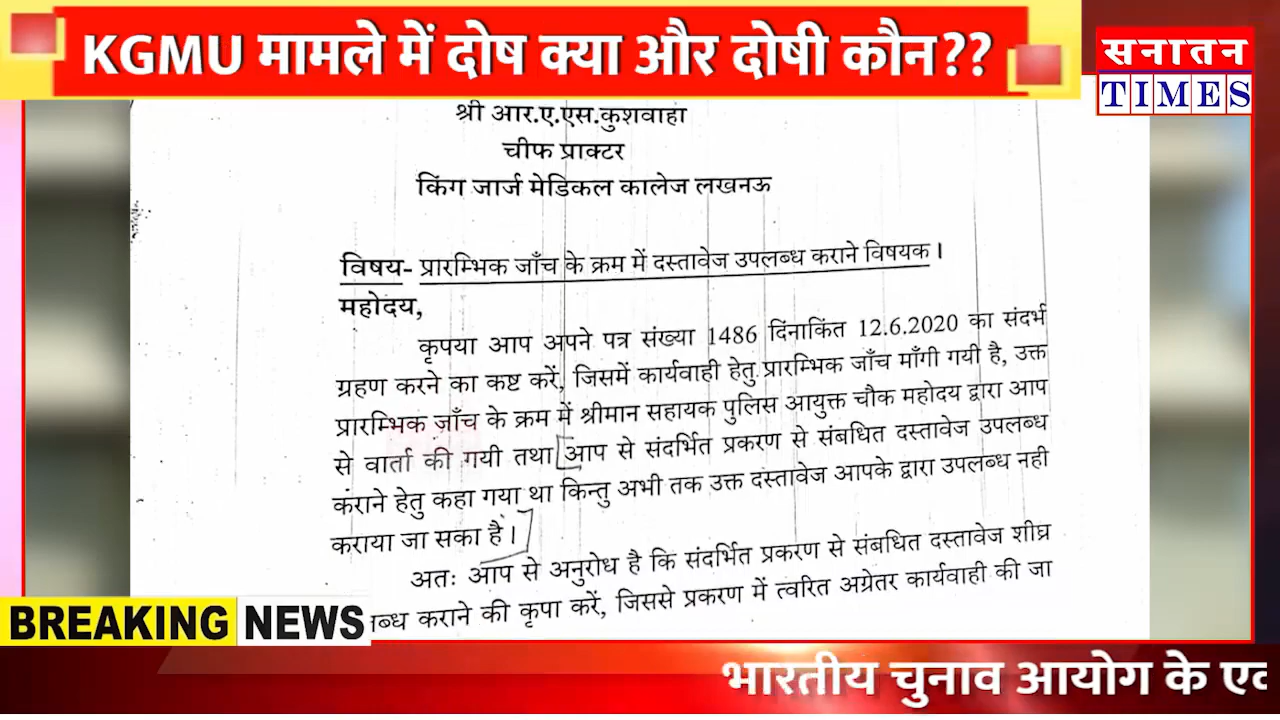 KGMU मामले में दोष क्या और दोषी कौन??
सनातन
TIMES
श्री आर.ए.एस.कुशवाहा
चीफ प्राक्टर
किंग जार्ज मेडिकल कालेज लखनऊ
विषय- प्रारम्भिक जाँच के क्रम में दस्तावेज उपलब्ध कराने विषयक ।
महोदय,
कृपया आप अपने पत्र संख्या 1486 दिंनाकिंत 12.6.2020 का संदर्भ
ग्रहण करने का कष्ट करें, जिसमें कार्यवाही हेतु प्रारम्भिक जाँच माँगी गयी है, उक्त
प्रारम्भिक जाँच के क्रम में श्रीमान सहायक पुलिस आयुक्त चौक महोदय द्वारा आप
से वार्ता की गयी तथा [आप से संदर्भित प्रकरण से संबधित दस्तावेज उपलब्ध
कराने हेतु कहा गया था किन्तु अभी तक उक्त दस्तावेज आपके द्वारा उपलब्ध नही
कराया जा सका है।]
अतः आप से अनुरोध है कि संदर्भित प्रकरण से संबधित दस्तावेज शीघ्र
ब्ध कराने की कृपा करें, जिससे प्रकरण में त्वरित अग्रेतर कार्यवाही की जा
BREAKING NEWS
भारतीय चुनाव आयोग के